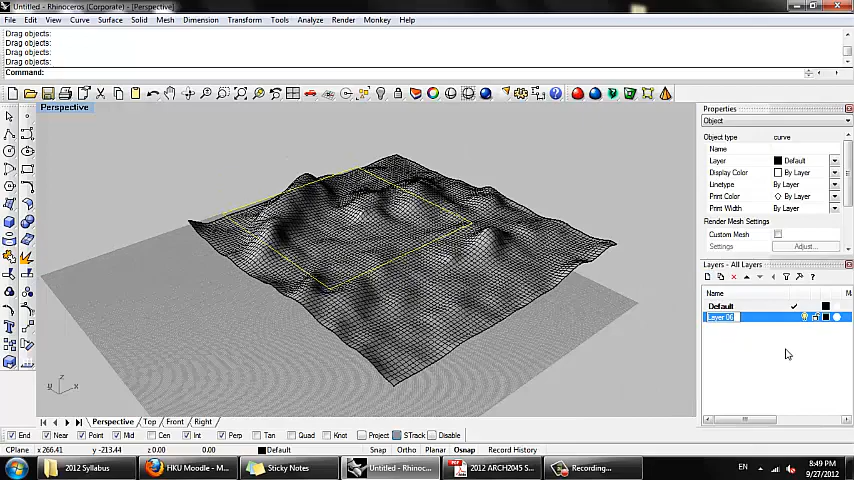 Untitled - Rhinoceros (Corporate) - [Perspective]
File Edit View Curve Surface Solid Mesh Dimension Transform Tools Analyze Render Monkey Help
Drag objects:
Drag objects:
Drag objects:
Drag objects:
Command:
Perspective
Properties
Object
Object type curve
Name
Layer Default
Display Color By Layer
Linetype By Layer
Print Color By Layer
Print Width By Layer
Render Mesh Settings
Custom Mesh
Settings Adjust...
Layers - All Layers
Name M
Default
Layer 06
z
x
Perspective Top Front Right
End Near Point Mid Cen Int Perp Tan Quad Knot Project STrack Disable
CPlane x 266.41 y -213.44 z 0.00 0.00 Default Snap Ortho Planar Osnap Record History
2012 Syllabus HKU Moodle - M... Sticky Notes Untitled - Rhinoc... 2012 ARCH2045 S... Recording...
EN
8:49 PM
9/27/2012